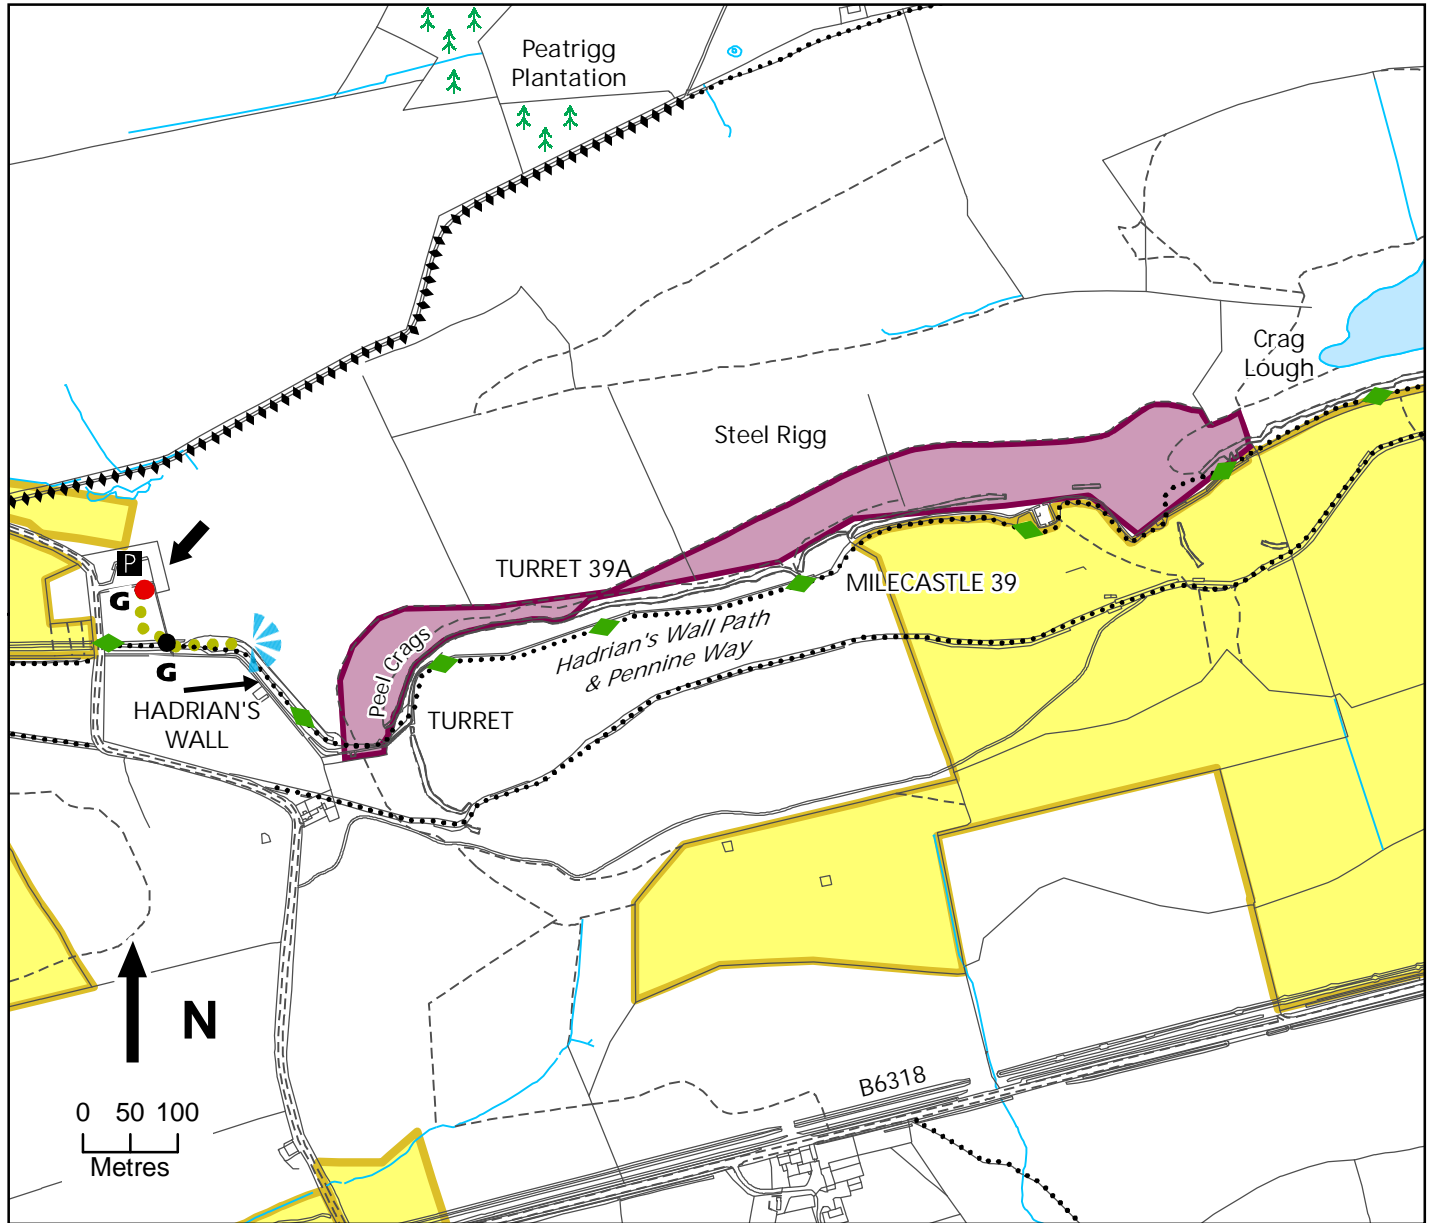 Peatrigg
Plantation
Crag
Lough
Steel Rigg
P
TURRET 39A
G
MILECASTLE 39
Hadrian's Wall Path
& Pennine Way
Peel Crags
G
HADRIAN'S
WALL
TURRET
N
B6318
0 50 100
Metres